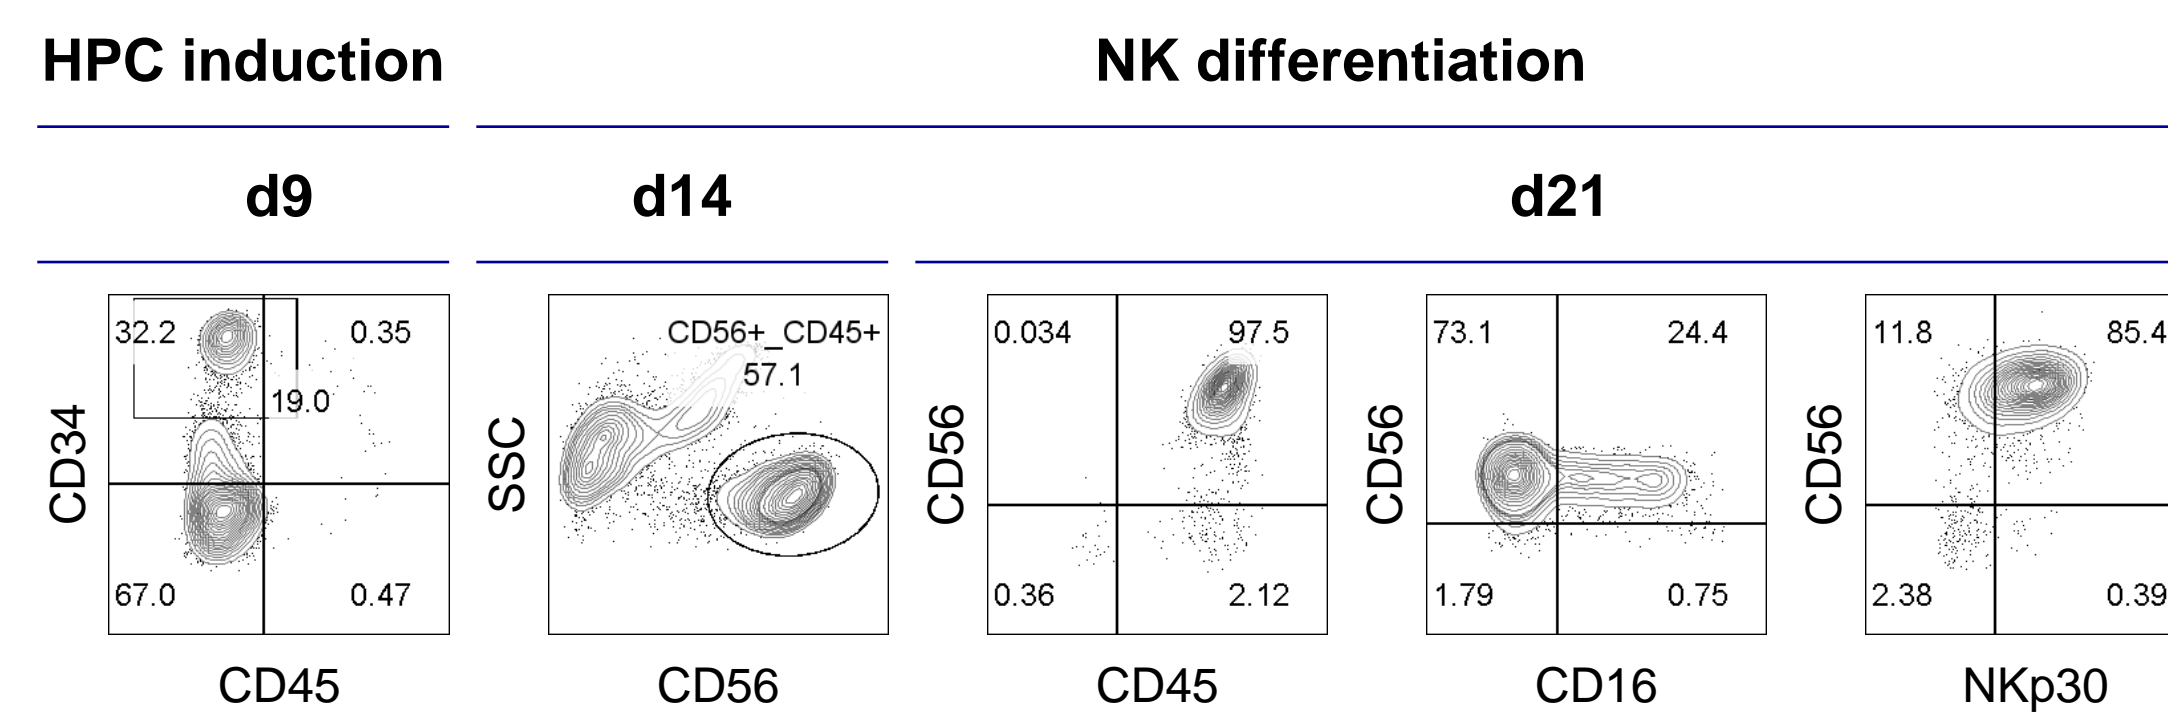 HPC induction
NK differentiation
d9
d14
d21
CD34
32.2
0.35
19.0
67.0
0.47
CD45
SSC
CD56+_CD45+
57.1
CD56
CD56
0.034
97.5
0.36
2.12
CD45
CD56
73.1
24.4
1.79
0.75
CD16
CD56
11.8
85.4
2.38
0.39
NKp30